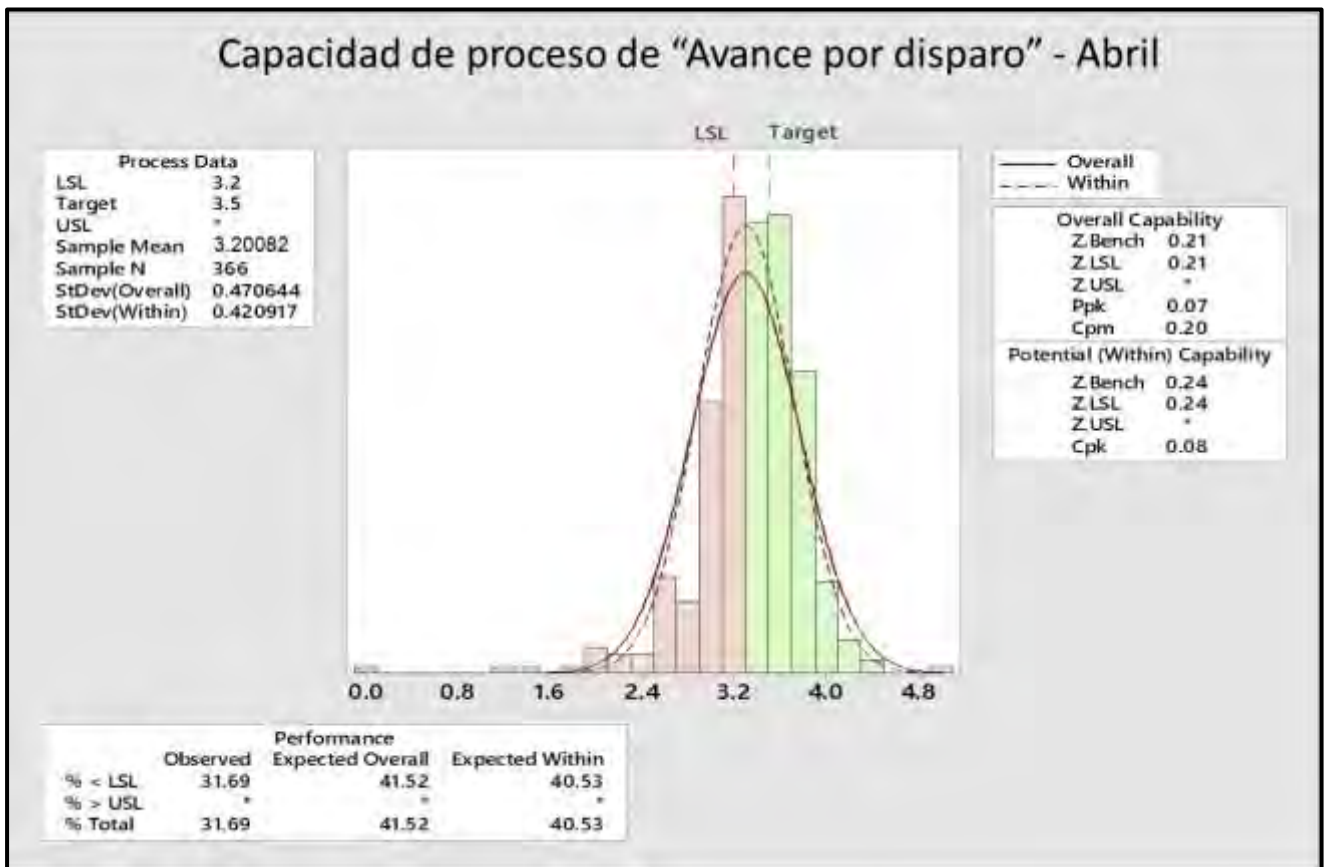 Capacidad de proceso de “Avance por disparo” - Abril
LSL Target
Process Data
LSL 3.2
Target 3.5
USL *
Sample Mean 3.20082
Sample N 366
StDev(Overall) 0.470644
StDev(Within) 0.420917
Overall
Within
Overall Capability
Z.Bench 0.21
Z.LSL 0.21
Z.USL *
Ppk 0.07
Cpm 0.20
Potential (Within) Capability
Z.Bench 0.24
Z.LSL 0.24
Z.USL *
Cpk 0.08
0.0 0.8 1.6 2.4 3.2 4.0 4.8
Performance
Observed Expected Overall Expected Within
% < LSL 31.69 41.52 40.53
% > USL * * *
% Total 31.69 41.52 40.53